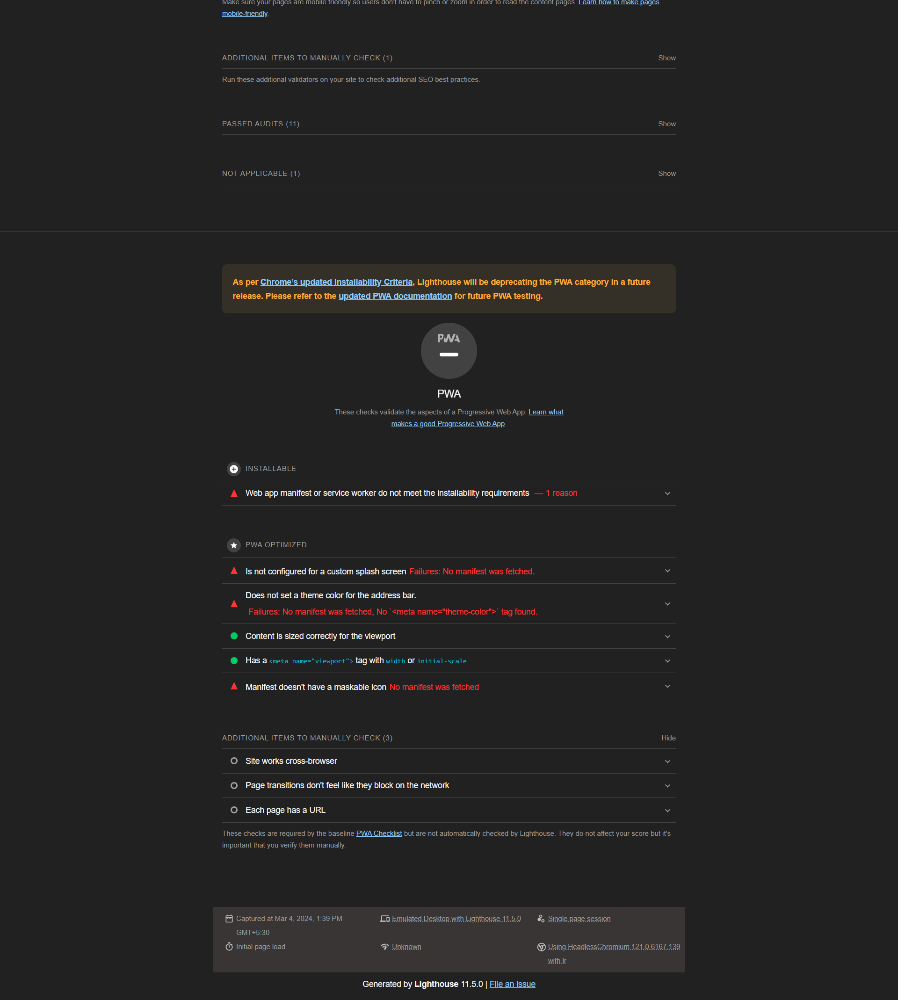 Make sure your pages are mobile friendly so users don't have to pinch or zoom in order to read the content pages. Learn how to make pages
mobile-friendly.
ADDITIONAL ITEMS TO MANUALLY CHECK (1) Show
Run these additional validators on your site to check additional SEO best practices.
PASSED AUDITS (11) Show
NOT APPLICABLE (1) Show
As per Chrome’s updated Installability Criteria, Lighthouse will be deprecating the PWA category in a future
release. Please refer to the updated PWA documentation for future PWA testing.
PWA
PWA
These checks validate the aspects of a Progressive Web App. Learn what
makes a good Progressive Web App.
INSTALLABLE
Web app manifest or service worker do not meet the installability requirements — 1 reason
PWA OPTIMIZED
Is not configured for a custom splash screen Failures: No manifest was fetched.
Does not set a theme color for the address bar.
Failures: No manifest was fetched, No `<meta name="theme-color">` tag found.
Content is sized correctly for the viewport
Has a <meta name="viewport"> tag with width or initial-scale
Manifest doesn't have a maskable icon No manifest was fetched
ADDITIONAL ITEMS TO MANUALLY CHECK (3) Hide
Site works cross-browser
Page transitions don't feel like they block on the network
Each page has a URL
These checks are required by the baseline PWA Checklist but are not automatically checked by Lighthouse. They do not affect your score but it's
important that you verify them manually.
Captured at Mar 4, 2024, 1:39 PM
GMT+5:30
Emulated Desktop with Lighthouse 11.5.0
Single page session
Initial page load
Unknown
Using HeadlessChromium 121.0.6167.139
with lr
Generated by Lighthouse 11.5.0 | File an issue